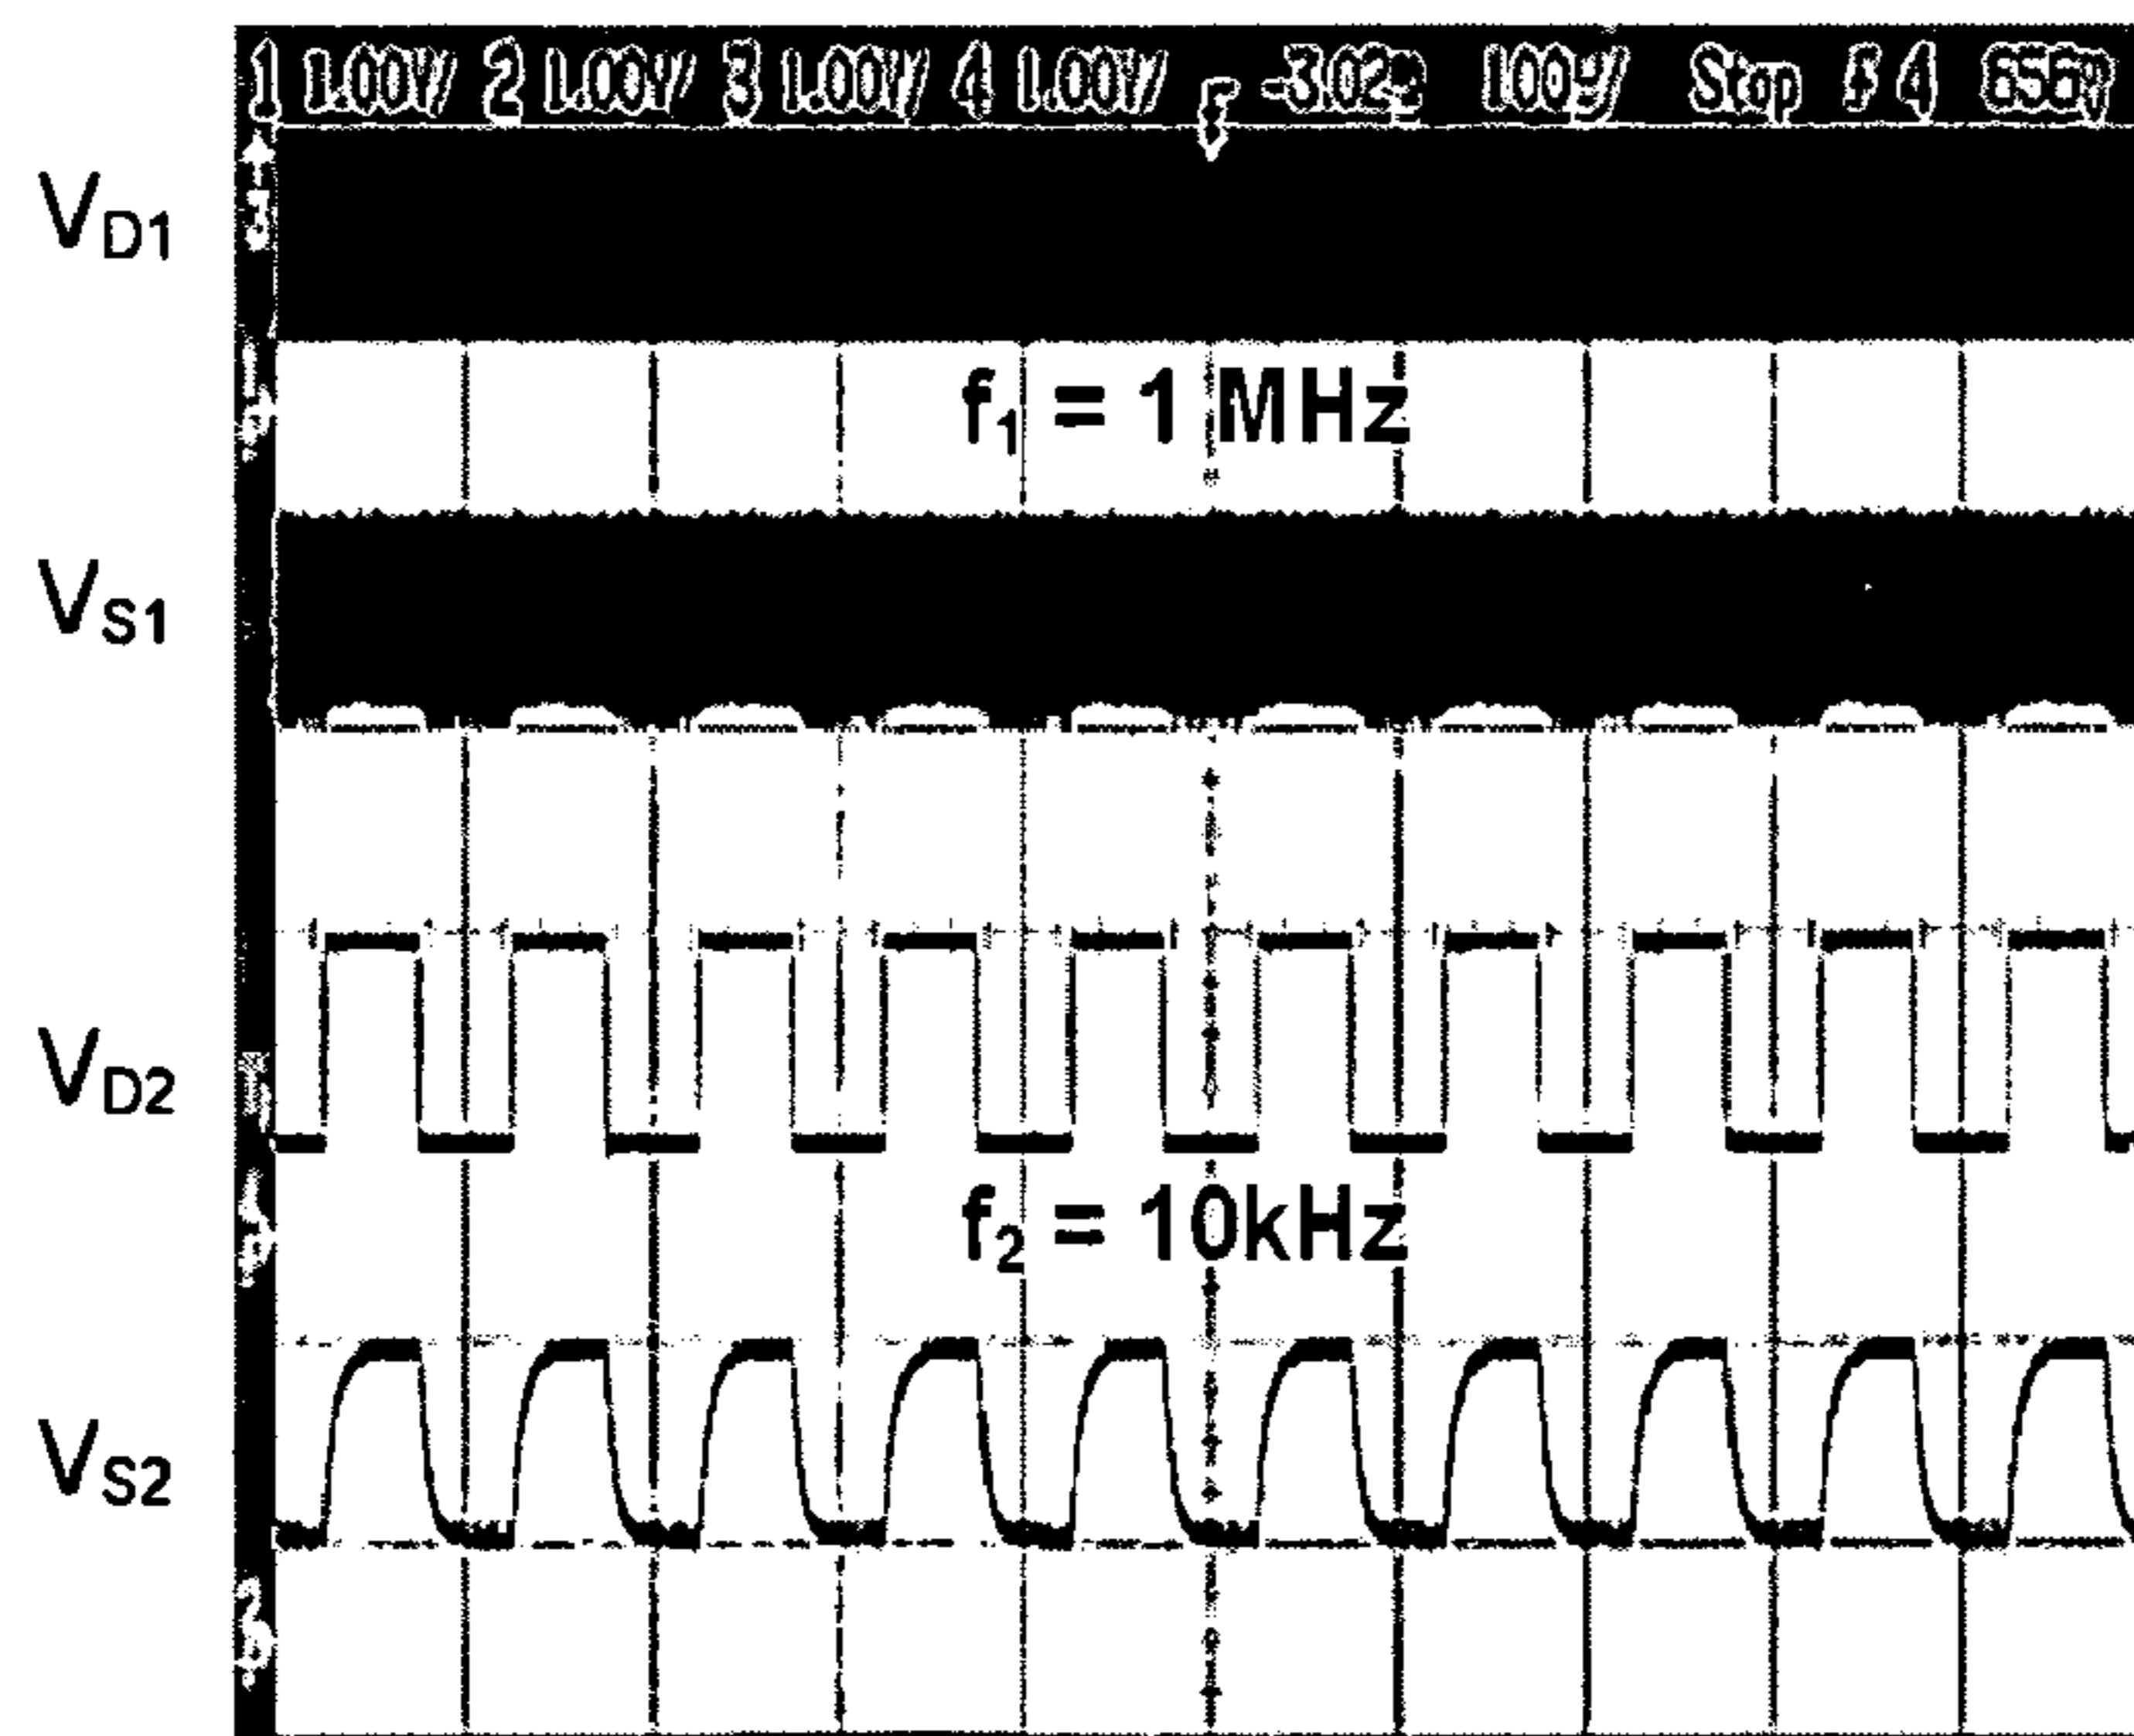 1 1.00V/ 2 1.00V/ 3 1.00V/ 4 1.00V/ Stop 4
V_D1
f_1 = 1 MHz
V_S1
V_D2
f_2 = 10kHz
V_S2